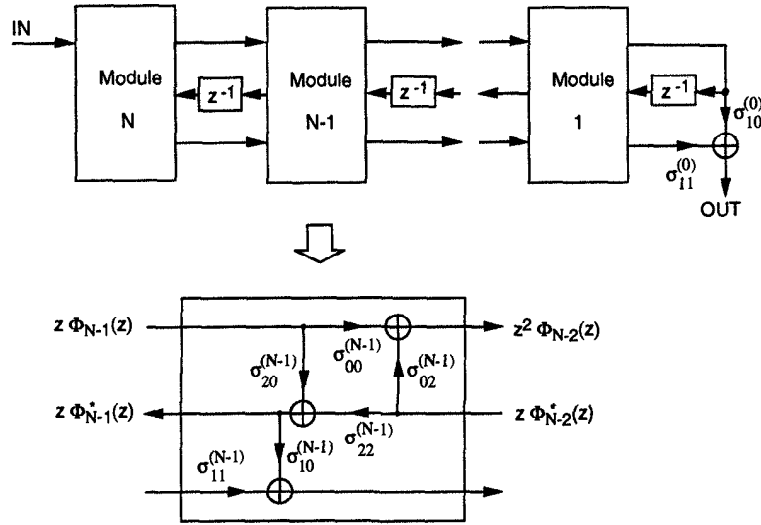 IN
Module N
z⁻¹
Module N-1
z⁻¹
Module 1
z⁻¹
σ₁₀⁽⁰⁾
σ₁₁⁽⁰⁾
OUT
z Φ_{N-1}(z)
z² Φ_{N-2}(z)
σ₂₀^{(N-1)}
σ₀₀^{(N-1)}
σ₀₂^{(N-1)}
z Φ*_{N-1}(z)
z Φ*_{N-2}(z)
σ₁₁^{(N-1)}
σ₁₀^{(N-1)}
σ₂₂^{(N-1)}